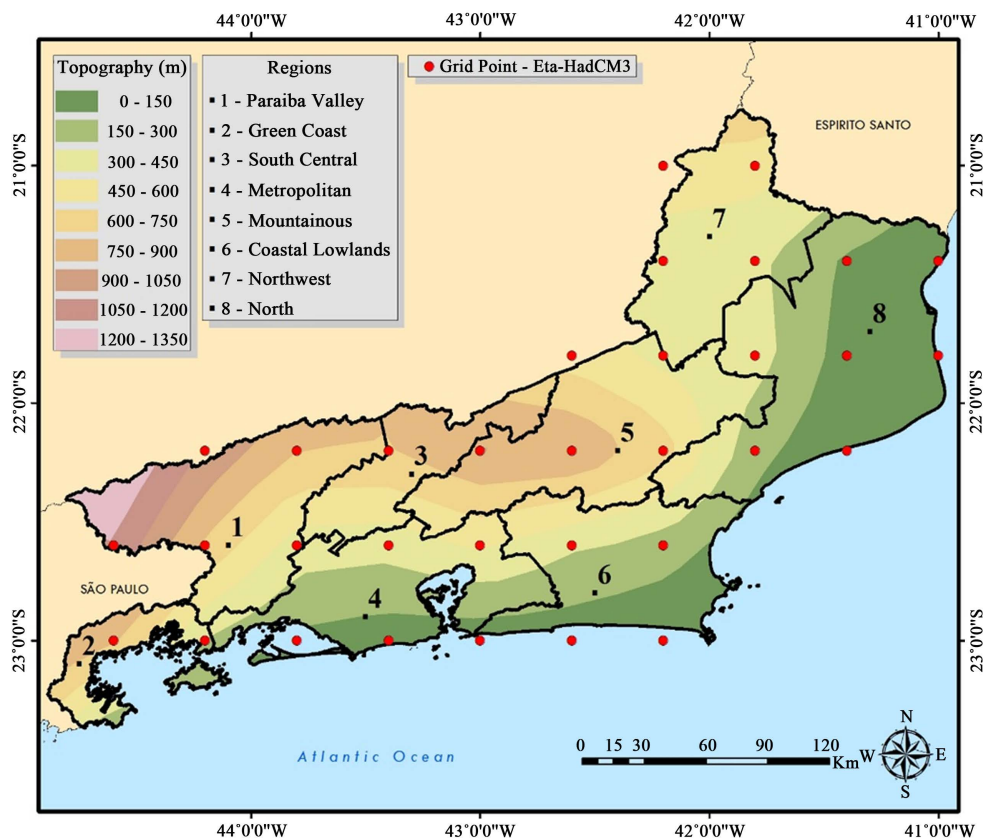 44°0'0"W 43°0'0"W 42°0'0"W 41°0'0"W
Topography (m)
0 - 150
150 - 300
300 - 450
450 - 600
600 - 750
750 - 900
900 - 1050
1050 - 1200
1200 - 1350
Regions
1 - Paraiba Valley
2 - Green Coast
3 - South Central
4 - Metropolitan
5 - Mountainous
6 - Coastal Lowlands
7 - Northwest
8 - North
Grid Point - Eta-HadCM3
ESPIRITO SANTO
21°0'0"S 21°0'0"S
7
8
22°0'0"S 22°0'0"S
5
3
1
SÃO PAULO
6
4
2
23°0'0"S 23°0'0"S
Atlantic Ocean
0 15 30 60 90 120
Km
N
W E
S
44°0'0"W 43°0'0"W 42°0'0"W 41°0'0"W